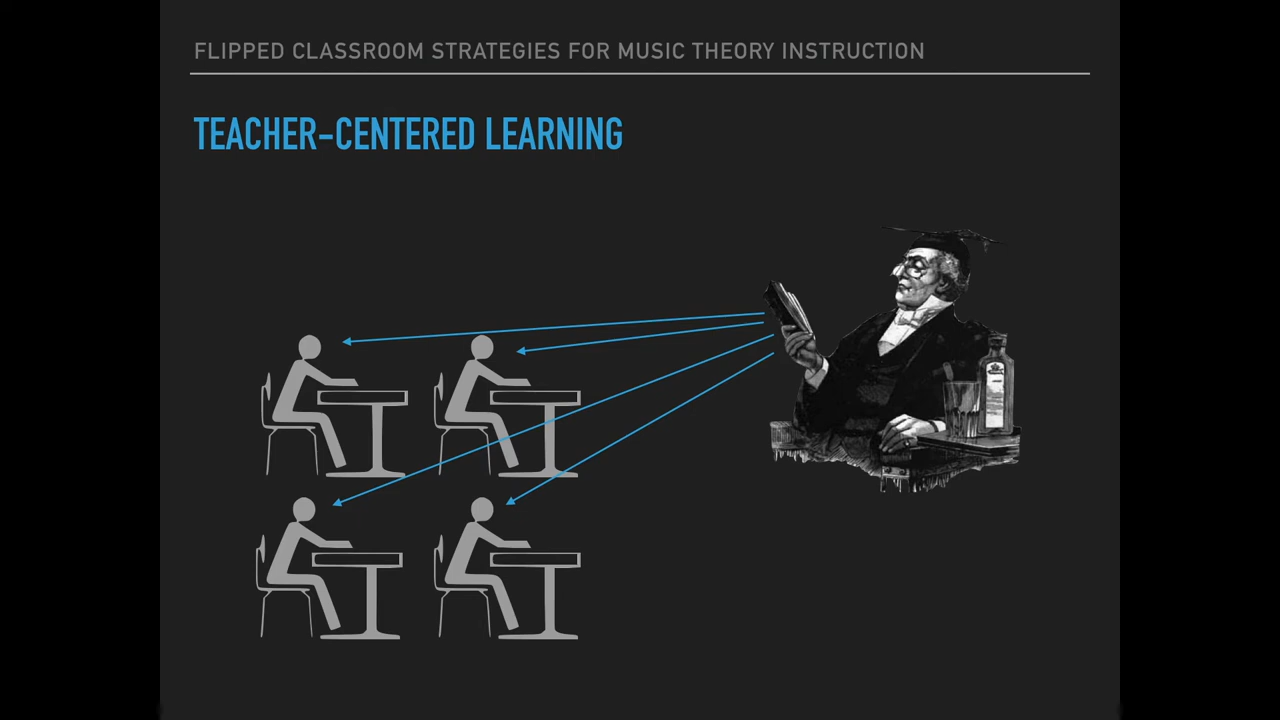 FLIPPED CLASSROOM STRATEGIES FOR MUSIC THEORY INSTRUCTION
TEACHER-CENTERED LEARNING